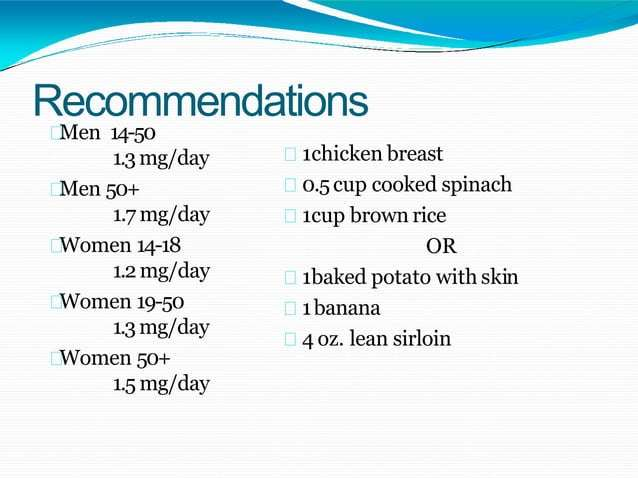 Recommendations
Men 14-50
1.3 mg/day
Men 50+
1.7 mg/day
Women 14-18
1.2 mg/day
Women 19-50
1.3 mg/day
Women 50+
1.5 mg/day
1chicken breast
0.5 cup cooked spinach
1cup brown rice
OR
1baked potato with skin
1 banana
4 oz. lean sirloin